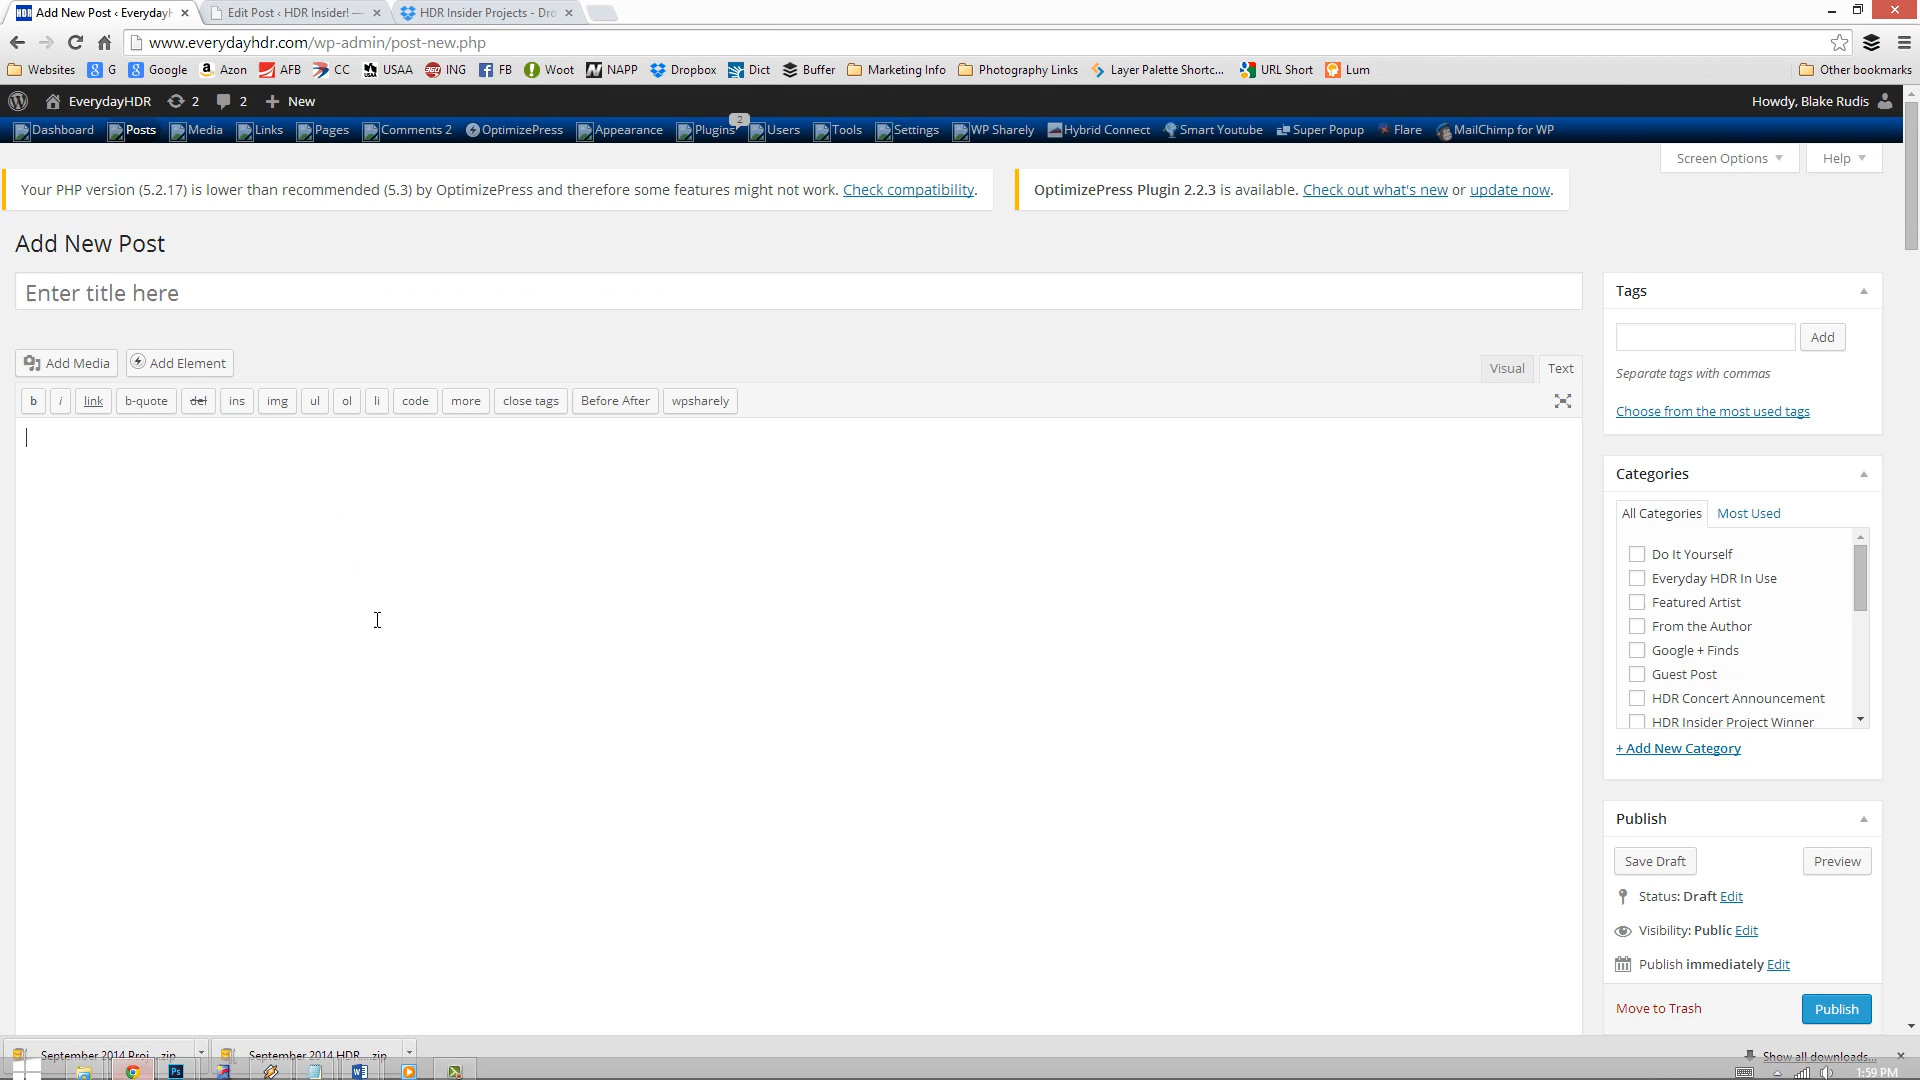 Add New Post ‹ Everyday
Edit Post ‹ HDR Insider! —
HDR Insider Projects - Dro
www.everydayhdr.com/wp-admin/post-new.php
Websites G Google Azon AFB CC USAA ING FB Woot NAPP Dropbox Dict Buffer Marketing Info Photography Links Layer Palette Shortc... URL Short Lum Other bookmarks
EverydayHDR 2 2 New Howdy, Blake Rudis
Dashboard Posts Media Links Pages Comments 2 OptimizePress Appearance Plugins 2 Users Tools Settings WP Sharely Hybrid Connect Smart Youtube Super Popup Flare MailChimp for WP
Screen Options Help
Your PHP version (5.2.17) is lower than recommended (5.3) by OptimizePress and therefore some features might not work. Check compatibility.
OptimizePress Plugin 2.2.3 is available. Check out what's new or update now.
Add New Post
Enter title here
Add Media Add Element
Visual Text
b i link b-quote del ins img ul ol li code more close tags Before After wpsharely
Tags
Add
Separate tags with commas
Choose from the most used tags
Categories
All Categories Most Used
Do It Yourself
Everyday HDR In Use
Featured Artist
From the Author
Google + Finds
Guest Post
HDR Concert Announcement
HDR Insider Project Winner
+ Add New Category
Publish
Save Draft Preview
Status: Draft Edit
Visibility: Public Edit
Publish immediately Edit
Move to Trash Publish
September 2014 Proj....zip September 2014 HDR....zip Show all downloads...
1:59 PM